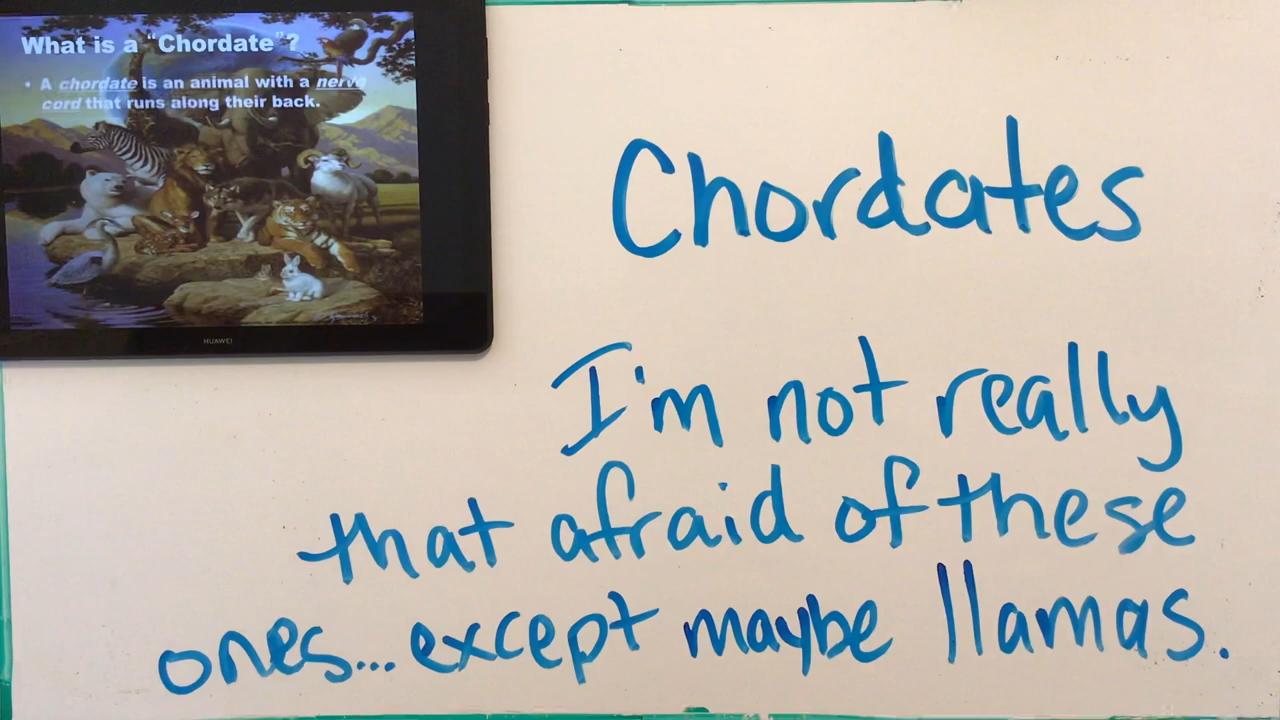 What is a "Chordate"?
• A chordate is an animal with a nerve
cord that runs along their back.
HUAWEI
Chordates
I'm not really
that afraid of these
ones...except maybe llamas.